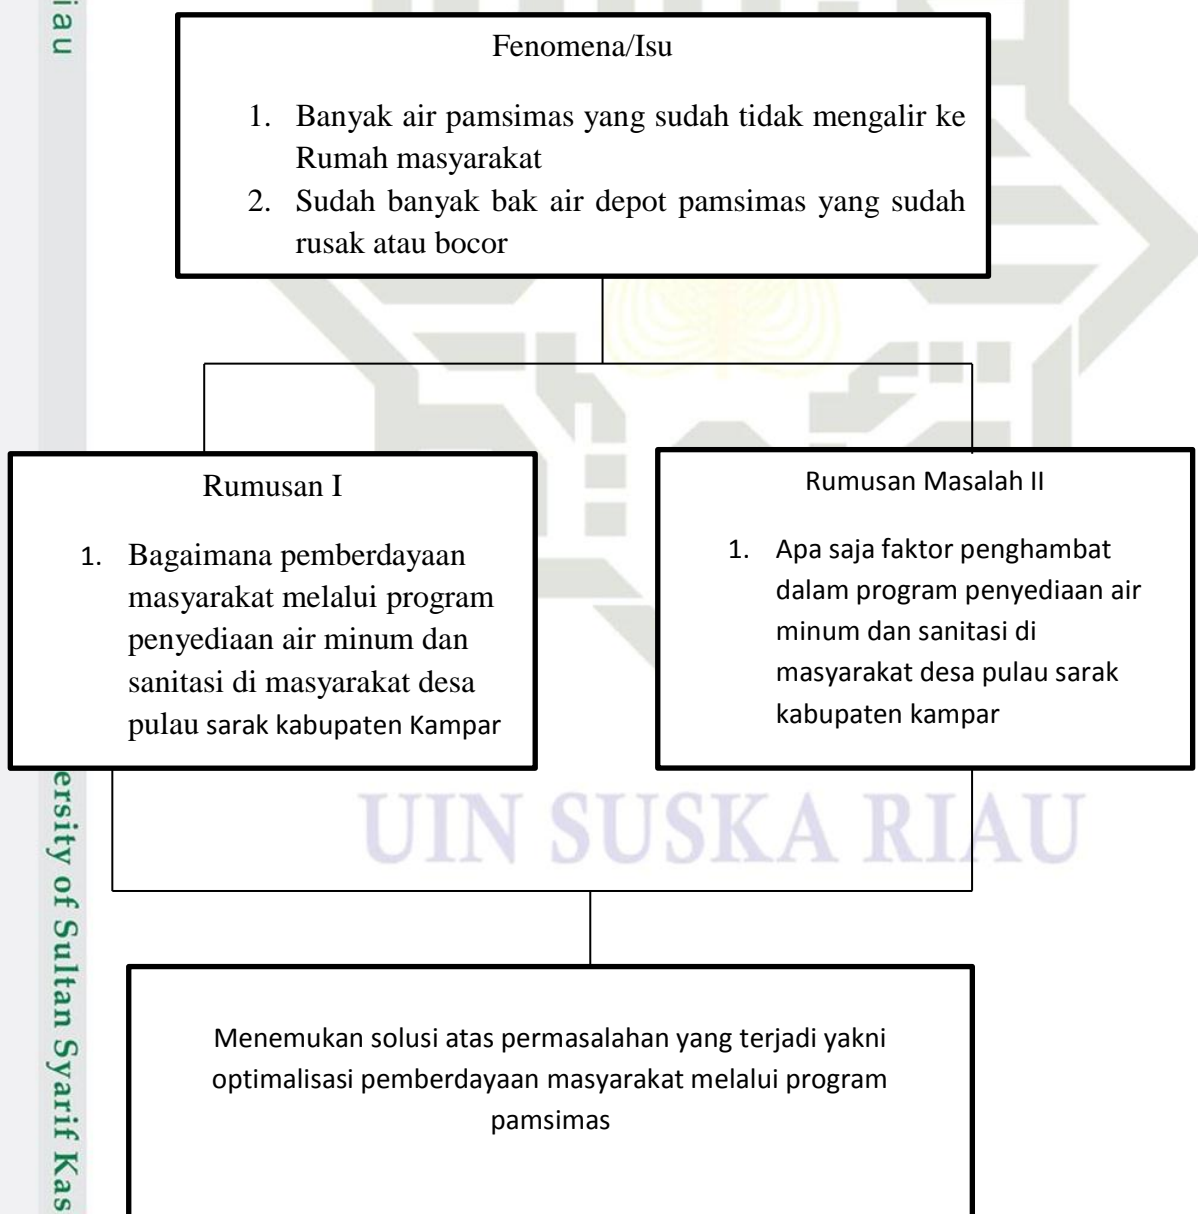 iau
Fenomena/Isu
1. Banyak air pamsimas yang sudah tidak mengalir ke
Rumah masyarakat
2. Sudah banyak bak air depot pamsimas yang sudah
rusak atau bocor
Rumusan I
1. Bagaimana pemberdayaan
masyarakat melalui program
penyediaan air minum dan
sanitasi di masyarakat desa
pulau sarak kabupaten Kampar
Rumusan Masalah II
1. Apa saja faktor penghambat
dalam program penyediaan air
minum dan sanitasi di
masyarakat desa pulau sarak
kabupaten kampar
UIN SUSKA RIAU
ersity of Sultan Syarif Kas
Menemukan solusi atas permasalahan yang terjadi yakni
optimalisasi pemberdayaan masyarakat melalui program
pamsimas